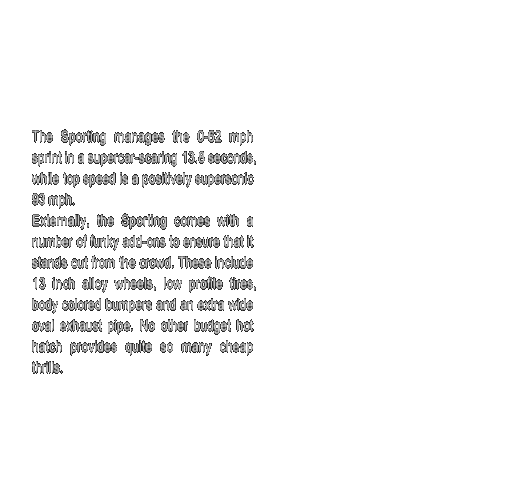 The Sporting manages the 0-62 mph
sprint in a supercar-scaring 13.5 seconds,
while top speed is a positively supersonic
93 mph.
Externally, the Sporting comes with a
number of funky add-ons to ensure that it
stands out from the crowd. These include
13 inch alloy wheels, low profile tires,
body colored bumpers and an extra wide
oval exhaust pipe. No other budget hot
hatch provides quite so many cheap
thrills.